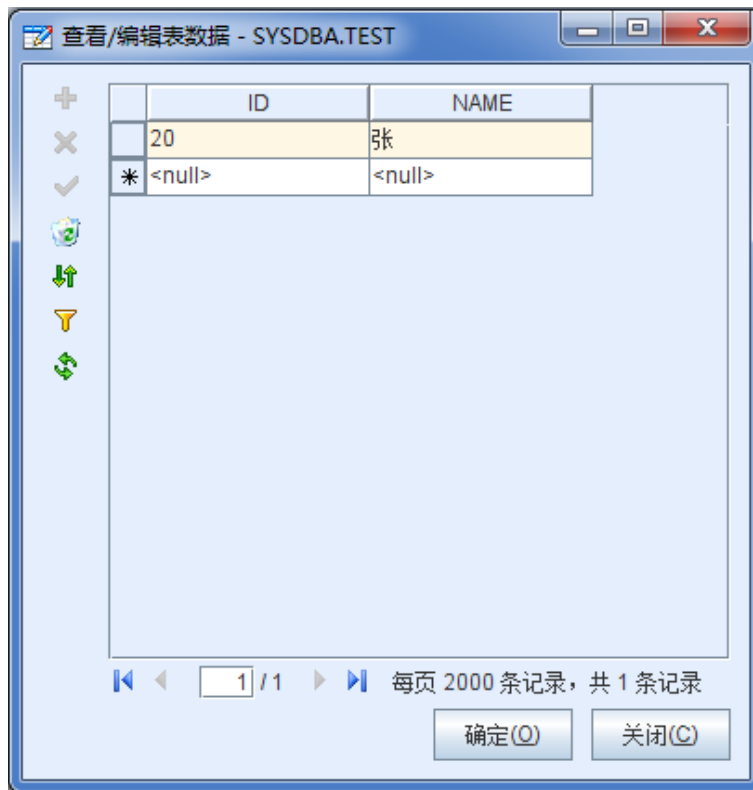 查看/编辑表数据 - SYSDBA.TEST
ID NAME
20 张
* <null> <null>
1 / 1 每页 2000 条记录，共 1 条记录
确定(O) 关闭(C)